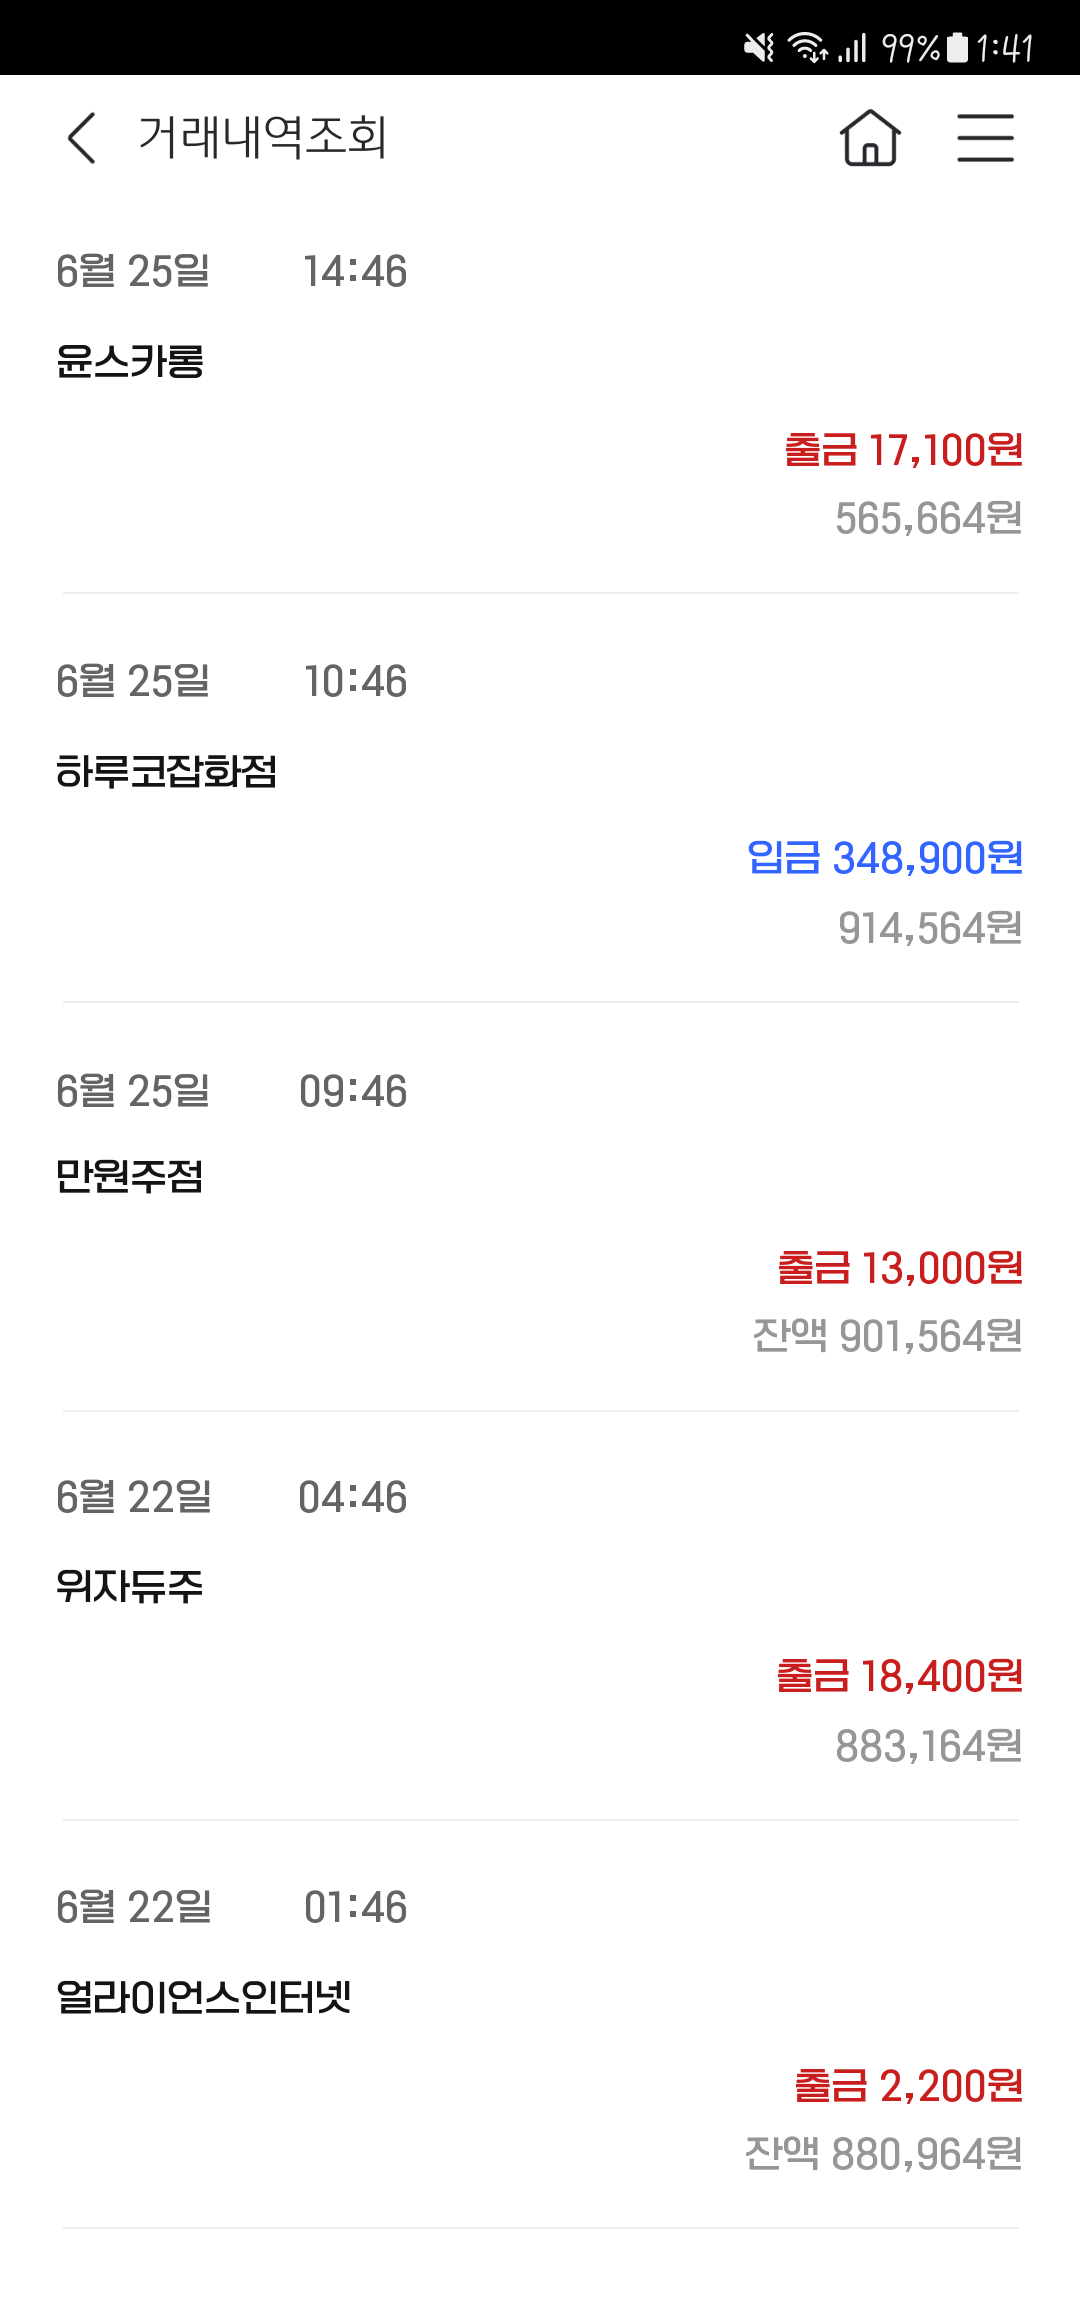 99% 1:41
거래내역조회
6월 25일 14:46
윤스카롱
출금 17,100원
565,664원
6월 25일 10:46
하루코잡화점
입금 348,900원
914,564원
6월 25일 09:46
만원주점
출금 13,000원
잔액 901,564원
6월 22일 04:46
위자듀주
출금 18,400원
883,164원
6월 22일 01:46
얼라이언스인터넷
출금 2,200원
잔액 880,964원